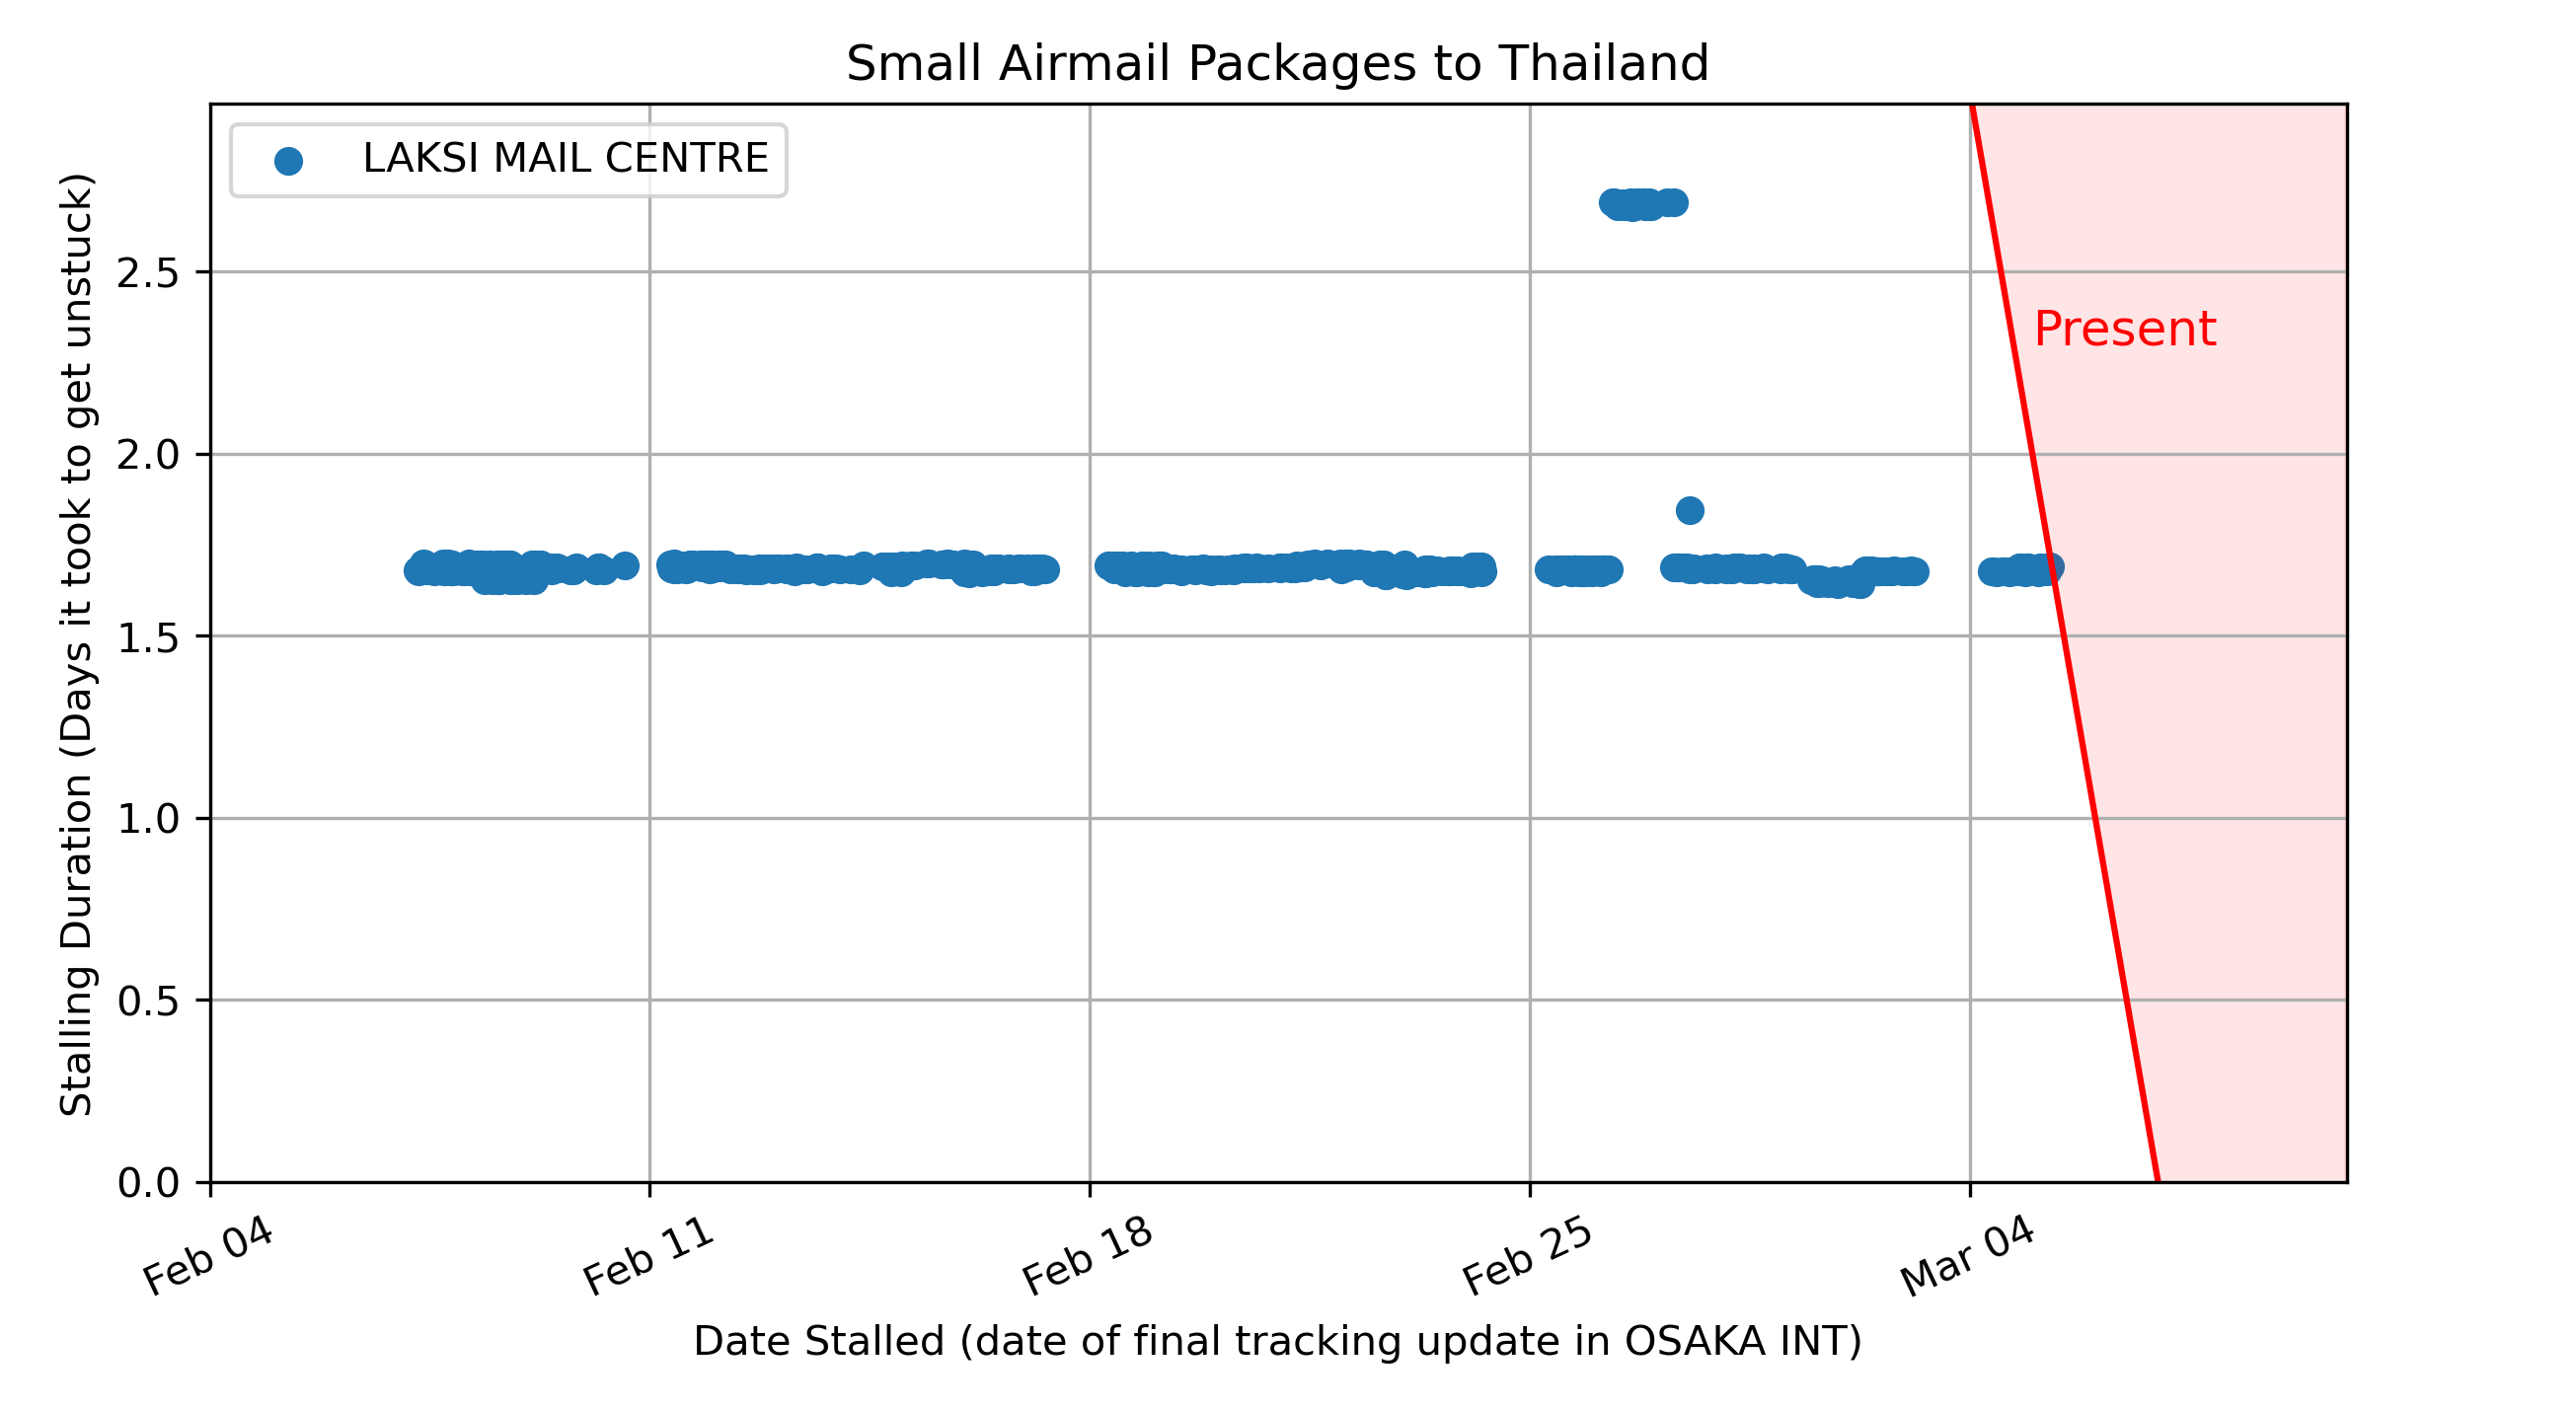 Small Airmail Packages to Thailand
LAKSI MAIL CENTRE
Present
Stalling Duration (Days it took to get unstuck)
2.5
2.0
1.5
1.0
0.5
0.0
Feb 04
Feb 11
Feb 18
Feb 25
Mar 04
Date Stalled (date of final tracking update in OSAKA INT)